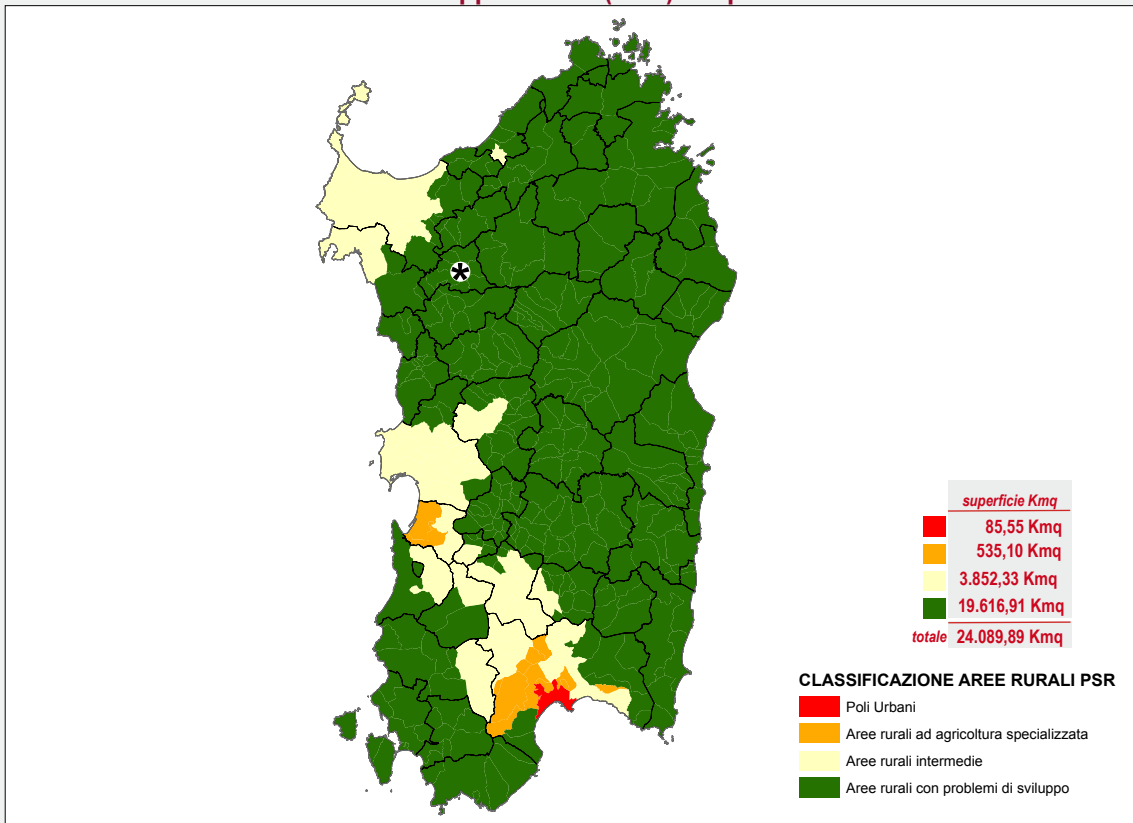 superficie Kmq
85,55 Kmq
535,10 Kmq
3.852,33 Kmq
19.616,91 Kmq
totale 24.089,89 Kmq
CLASSIFICAZIONE AREE RURALI PSR
Poli Urbani
Aree rurali ad agricoltura specializzata
Aree rurali intermedie
Aree rurali con problemi di sviluppo